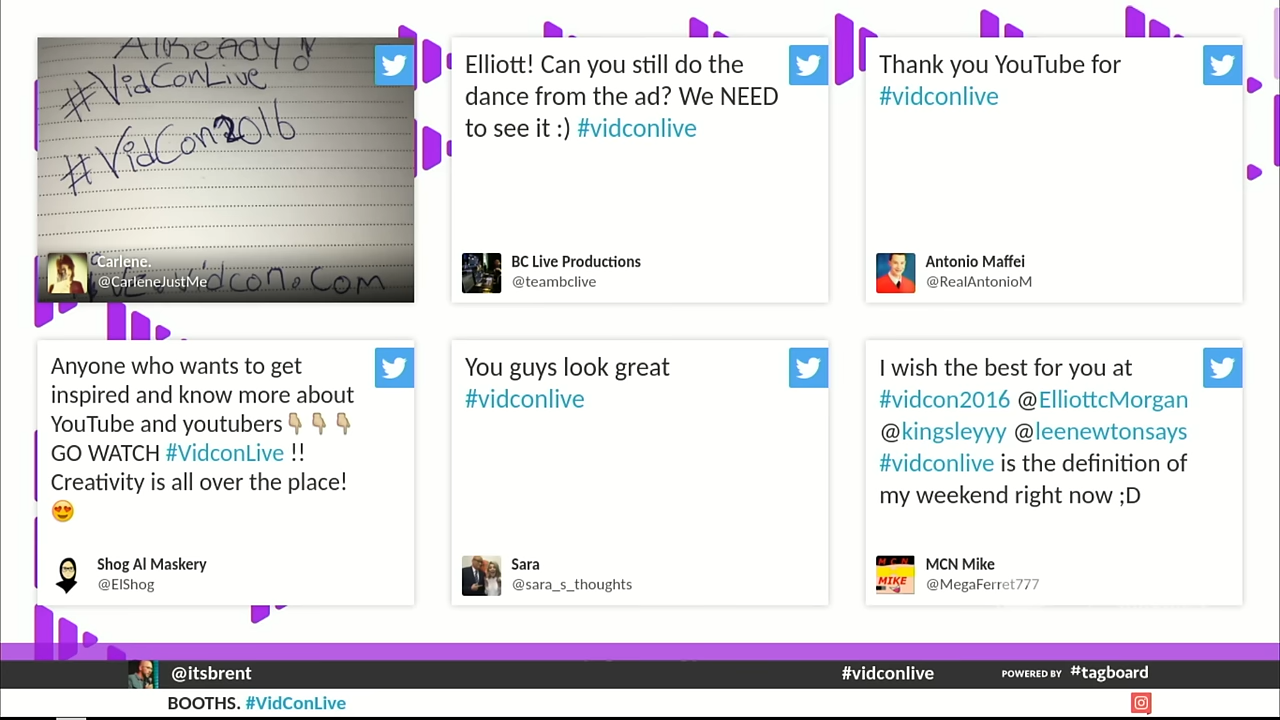 Already!
#VidConLive
#VidCon2016
vidcon.com
Carlene.
@CarleneJustMe
Elliott! Can you still do the
dance from the ad? We NEED
to see it :) #vidconlive
BC Live Productions
@teambclive
Thank you YouTube for
#vidconlive
Antonio Maffei
@RealAntonioM
Anyone who wants to get
inspired and know more about
YouTube and youtubers👇🏼👇🏼👇🏼
GO WATCH #VidconLive !!
Creativity is all over the place!
😍
Shog Al Maskery
@ElShog
You guys look great
#vidconlive
Sara
@sara_s_thoughts
I wish the best for you at
#vidcon2016 @ElliottcMorgan
@kingsleyyy @leenewtonsays
#vidconlive is the definition of
my weekend right now ;D
MCN MIKE
MCN Mike
@MegaFerret777
@itsbrent
#vidconlive
POWERED BY #tagboard
BOOTHS. #VidConLive